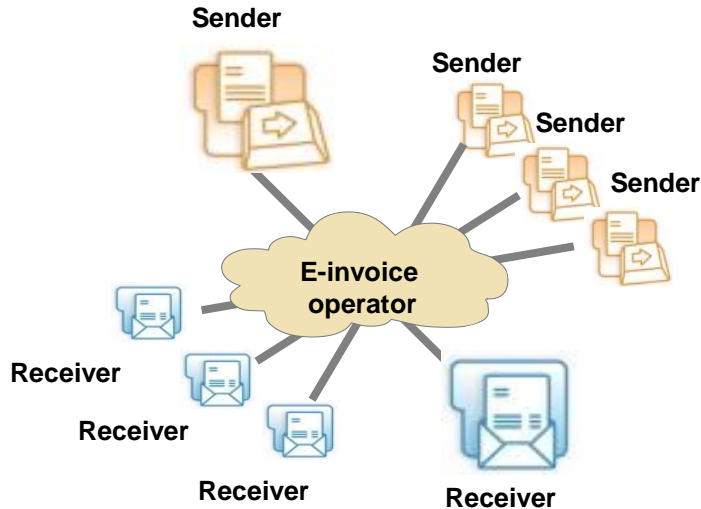 Sender
Sender
Sender
Sender
E-invoice
operator
Receiver
Receiver
Receiver
Receiver